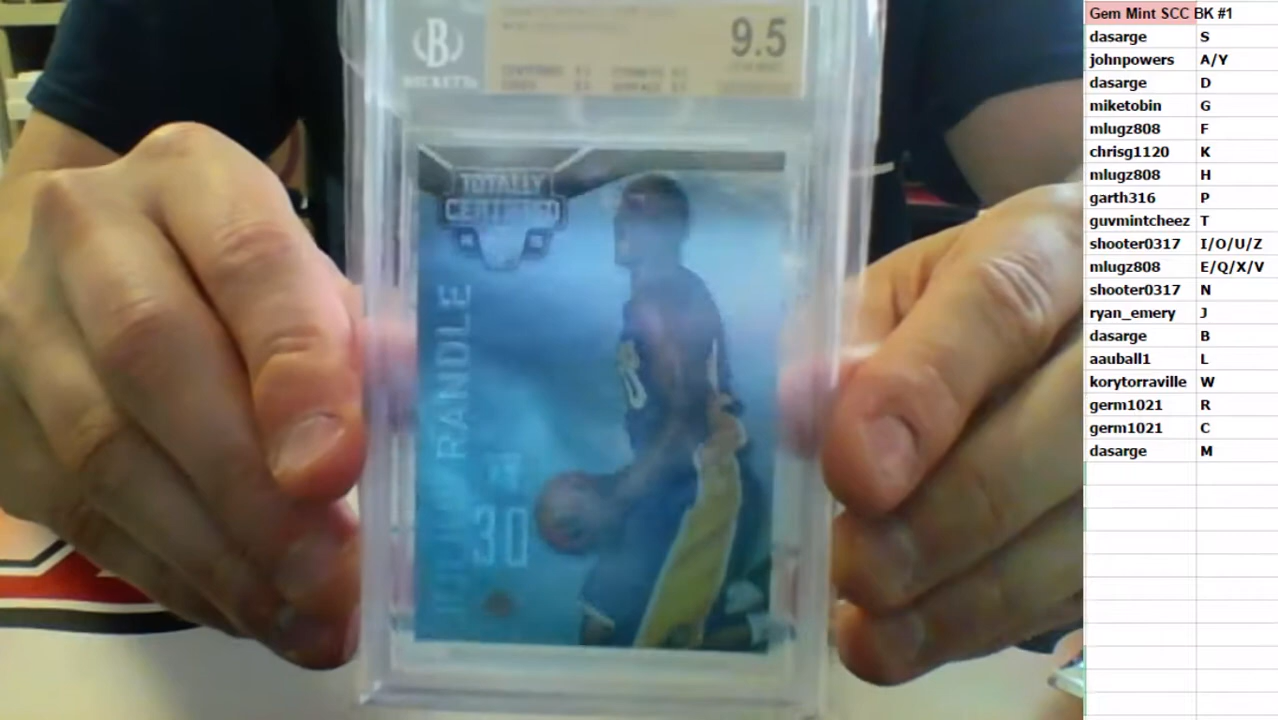 B
BECKETT
9.5
TOTALLY
CERTIFIED
JULIUS RANDLE
30
Gem Mint SCC BK #1
dasarge S
johnpowers A/Y
dasarge D
miketobin G
mlugz808 F
chrisg1120 K
mlugz808 H
garth316 P
guvmintcheez T
shooter0317 I/O/U/Z
mlugz808 E/Q/X/V
shooter0317 N
ryan_emery J
dasarge B
aauball1 L
korytorraville W
germ1021 R
germ1021 C
dasarge M